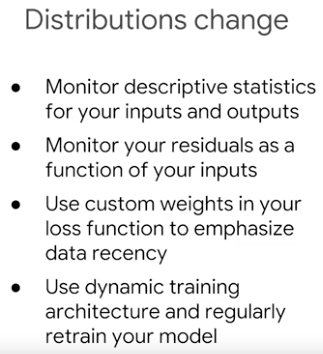 Distributions change
● Monitor descriptive statistics
for your inputs and outputs
● Monitor your residuals as a
function of your inputs
● Use custom weights in your
loss function to emphasize
data recency
● Use dynamic training
architecture and regularly
retrain your model